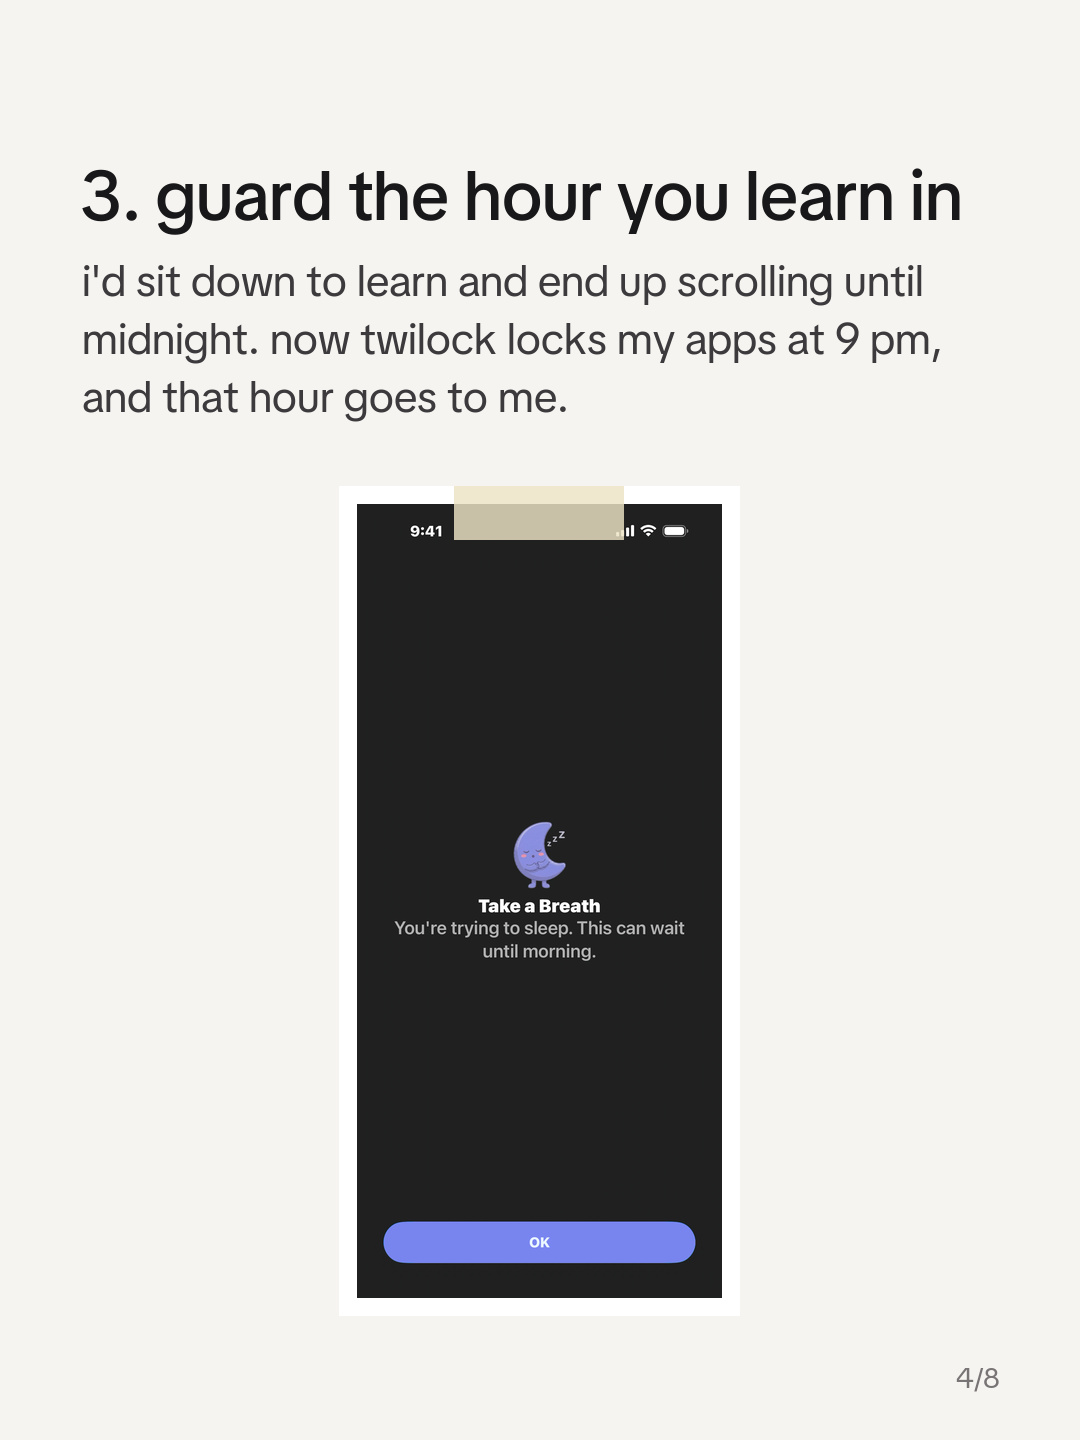 3. guard the hour you learn in
i'd sit down to learn and end up scrolling until
midnight. now twilock locks my apps at 9 pm,
and that hour goes to me.
9:41
z z z
Take a Breath
You're trying to sleep. This can wait
until morning.
OK
4/8